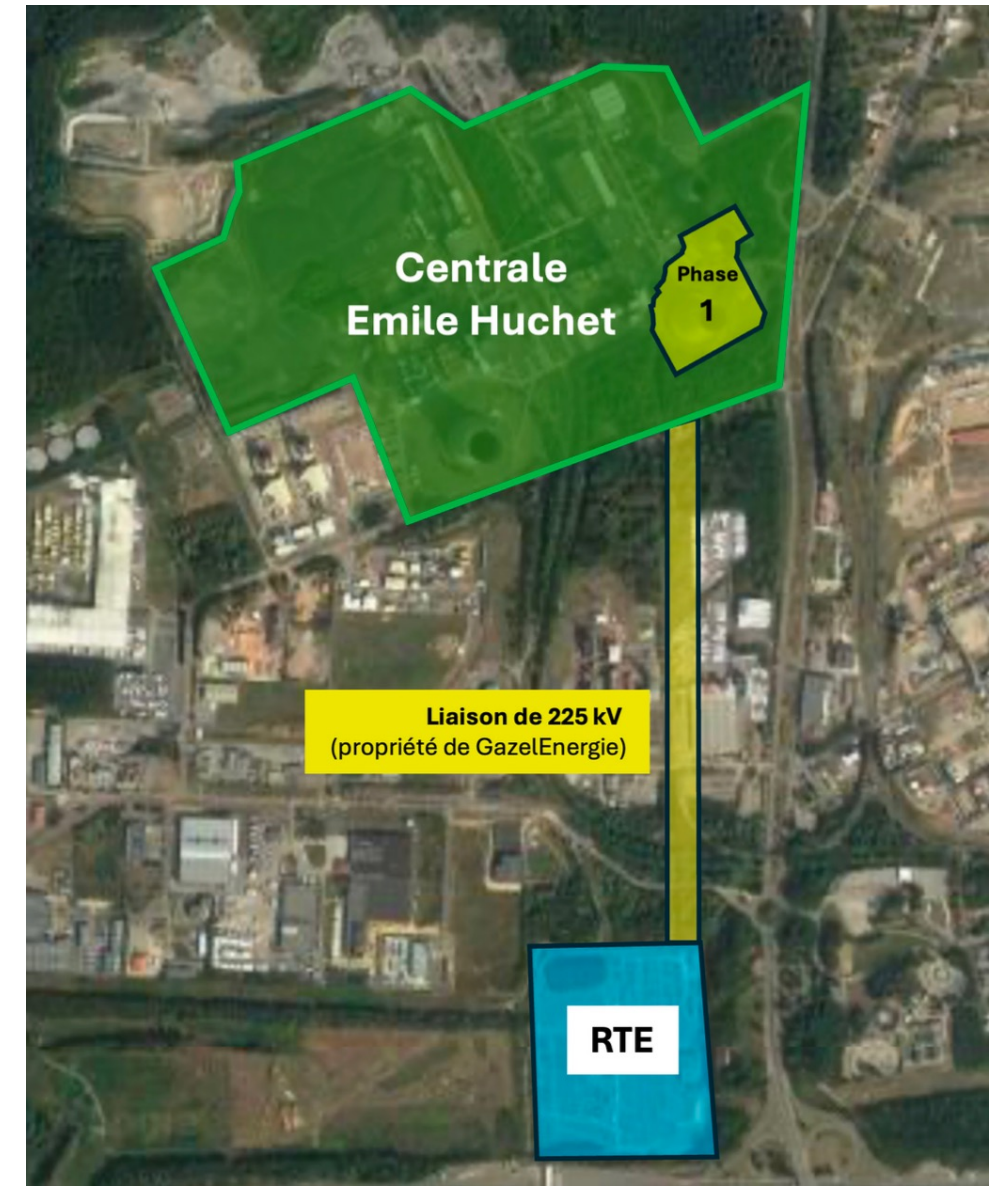 Centrale
Emile Huchet
Phase
1
Liaison de 225 kV
(propriété de GazelEnergie)
RTE